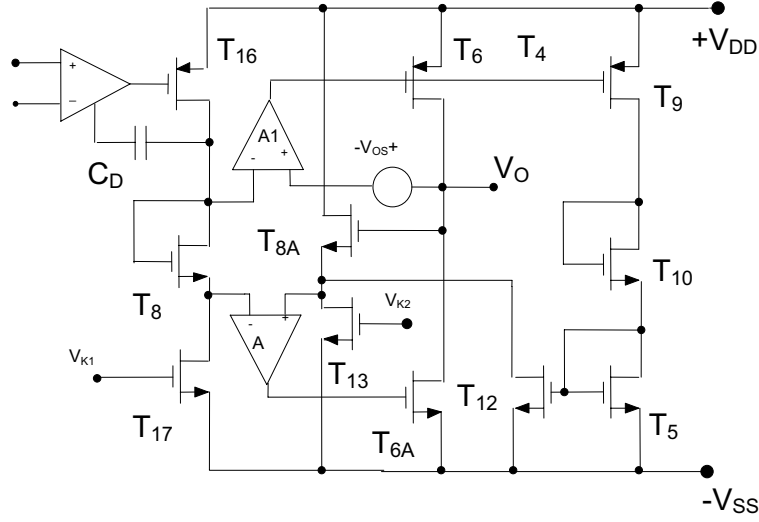 T16
T6
T4
+VDD
+
−
A1
-
+
T9
-VOS+
CD
VO
T8A
T8
T10
-
+
A
VK2
VK1
T13
T12
T5
T17
T6A
-VSS